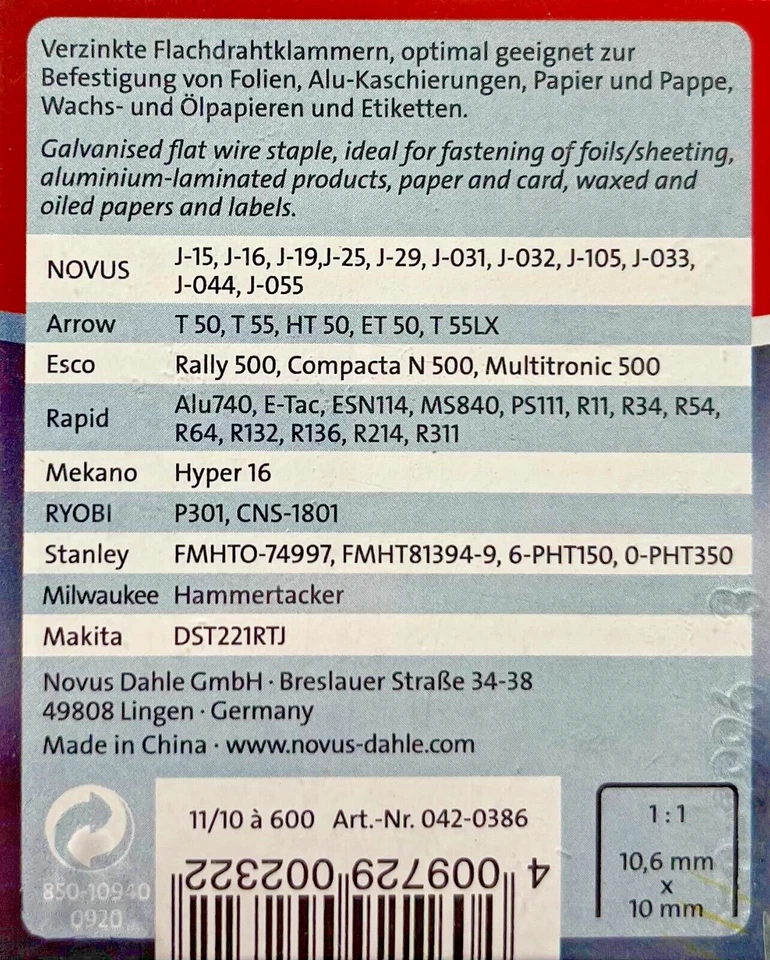 Verzinkte Flachdrahtklammern, optimal geeignet zur
Befestigung von Folien, Alu-Kaschierungen, Papier und Pappe,
Wachs- und Ölpapieren und Etiketten.
Galvanised flat wire staple, ideal for fastening of foils/sheeting,
aluminium-laminated products, paper and card, waxed and
oiled papers and labels.
NOVUS J-15, J-16, J-19,J-25, J-29, J-031, J-032, J-105, J-033,
J-044, J-055
Arrow T 50, T 55, HT 50, ET 50, T 55LX
Esco Rally 500, Compacta N 500, Multitronic 500
Rapid Alu740, E-Tac, ESN114, MS840, PS111, R11, R34, R54,
R64, R132, R136, R214, R311
Mekano Hyper 16
RYOBI P301, CNS-1801
Stanley FMHTO-74997, FMHT81394-9, 6-PHT150, 0-PHT350
Milwaukee Hammertacker
Makita DST221RTJ
Novus Dahle GmbH · Breslauer Straße 34-38
49808 Lingen · Germany
Made in China · www.novus-dahle.com
11/10 à 600 Art.-Nr. 042-0386
4 009729 002322
850-10940
0920
1:1
10,6 mm
x
10 mm